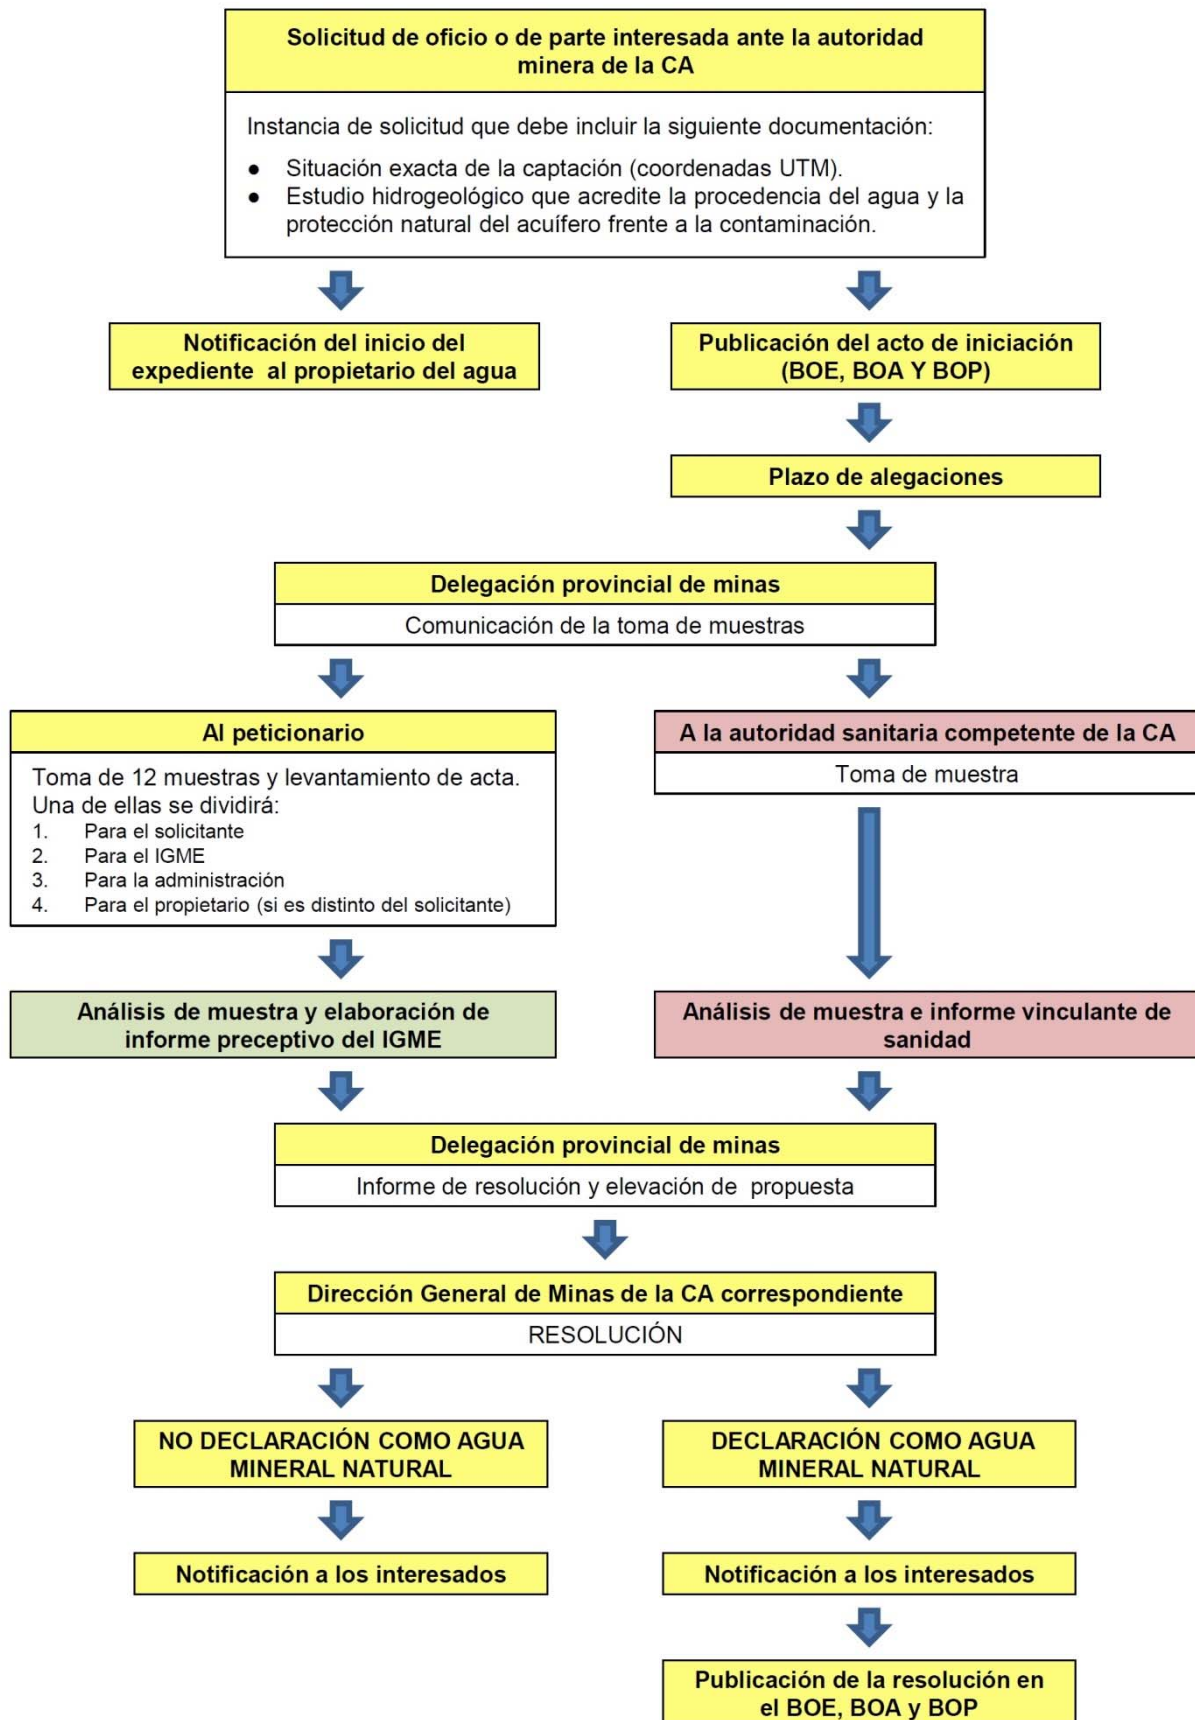 Solicitud de oficio o de parte interesada ante la autoridad
minera de la CA
Instancia de solicitud que debe incluir la siguiente documentación:
● Situación exacta de la captación (coordenadas UTM).
● Estudio hidrogeológico que acredite la procedencia del agua y la
protección natural del acuífero frente a la contaminación.
Notificación del inicio del
expediente al propietario del agua
Publicación del acto de iniciación
(BOE, BOA Y BOP)
Plazo de alegaciones
Delegación provincial de minas
Comunicación de la toma de muestras
Al peticionario
Toma de 12 muestras y levantamiento de acta.
Una de ellas se dividirá:
1. Para el solicitante
2. Para el IGME
3. Para la administración
4. Para el propietario (si es distinto del solicitante)
A la autoridad sanitaria competente de la CA
Toma de muestra
Análisis de muestra y elaboración de
informe preceptivo del IGME
Análisis de muestra e informe vinculante de
sanidad
Delegación provincial de minas
Informe de resolución y elevación de propuesta
Dirección General de Minas de la CA correspondiente
RESOLUCIÓN
NO DECLARACIÓN COMO AGUA
MINERAL NATURAL
DECLARACIÓN COMO AGUA
MINERAL NATURAL
Notificación a los interesados
Notificación a los interesados
Publicación de la resolución en
el BOE, BOA y BOP